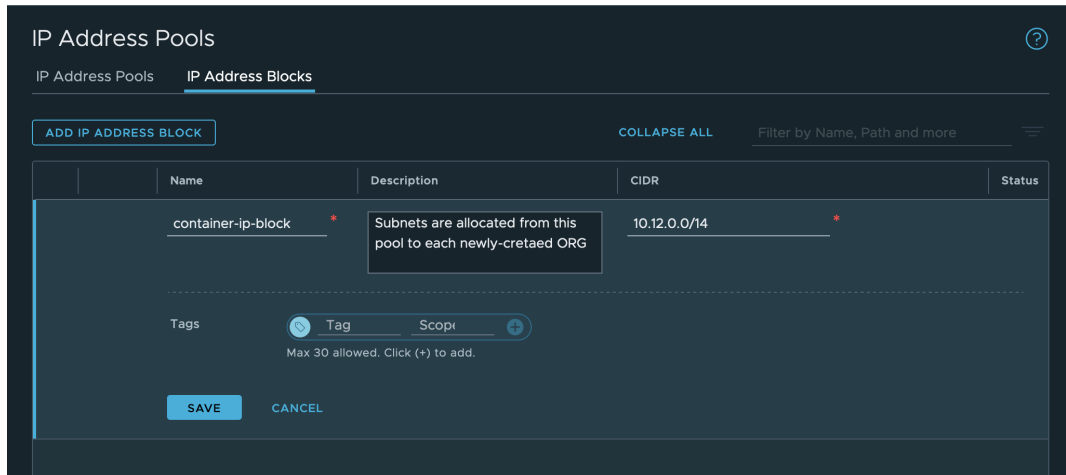 IP Address Pools
IP Address Pools IP Address Blocks
ADD IP ADDRESS BLOCK COLLAPSE ALL Filter by Name, Path and more
Name Description CIDR Status
container-ip-block * Subnets are allocated from this 10.12.0.0/14 *
pool to each newly-cretaed ORG
Tags Tag Scope
Max 30 allowed. Click (+) to add.
SAVE CANCEL